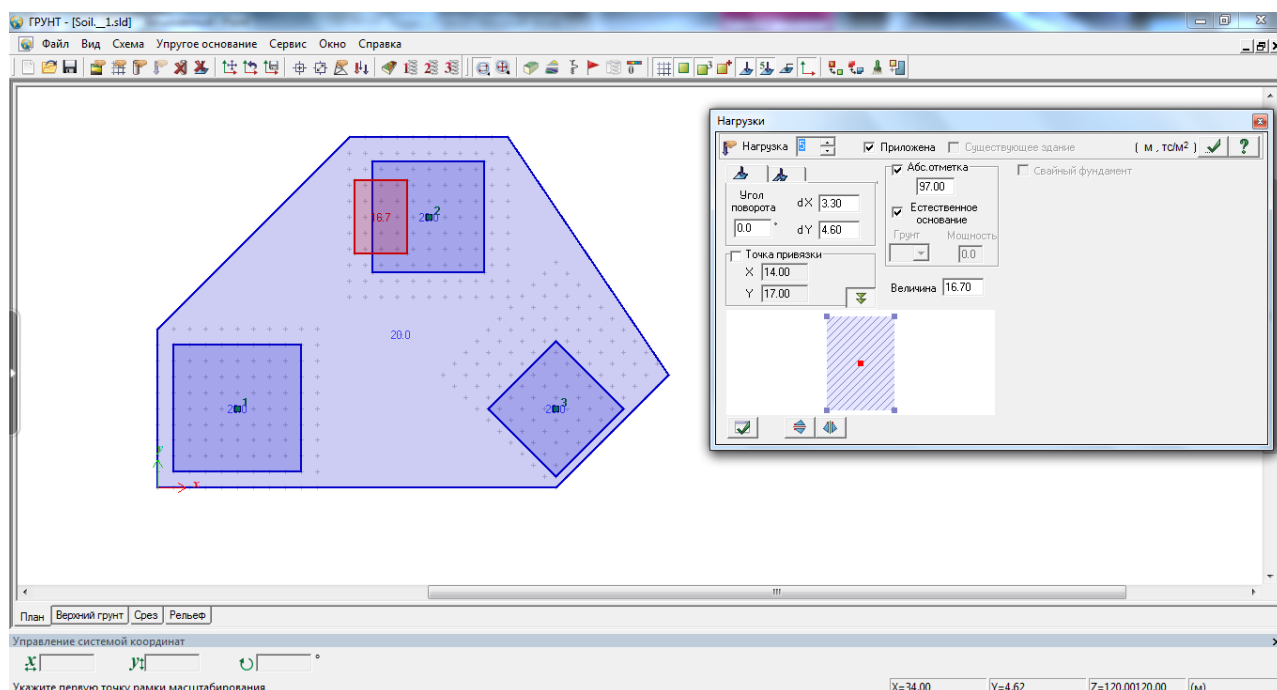 ГРУНТ - [Soil._1.sld]
Файл Вид Схема Упругое основание Сервис Окно Справка
Нагрузки
Нагрузка 5 Приложена Существующее здание ( м , тс/м² ) ?
Угол поворота
0.0 °
dX 3.30
dY 4.60
Абс.отметка
97.00
Естественное основание
Грунт Мощность
0.0
Свайный фундамент
Точка привязки
X 14.00
Y 17.00
Величина 16.70
16.7
2
20.0
1
3
y
x
План Верхний грунт Срез Рельеф
Управление системой координат
x y °
Укажите первую точку рамки масштабирования
X=34.00 Y=4.62 Z=120.00120.00 (м)